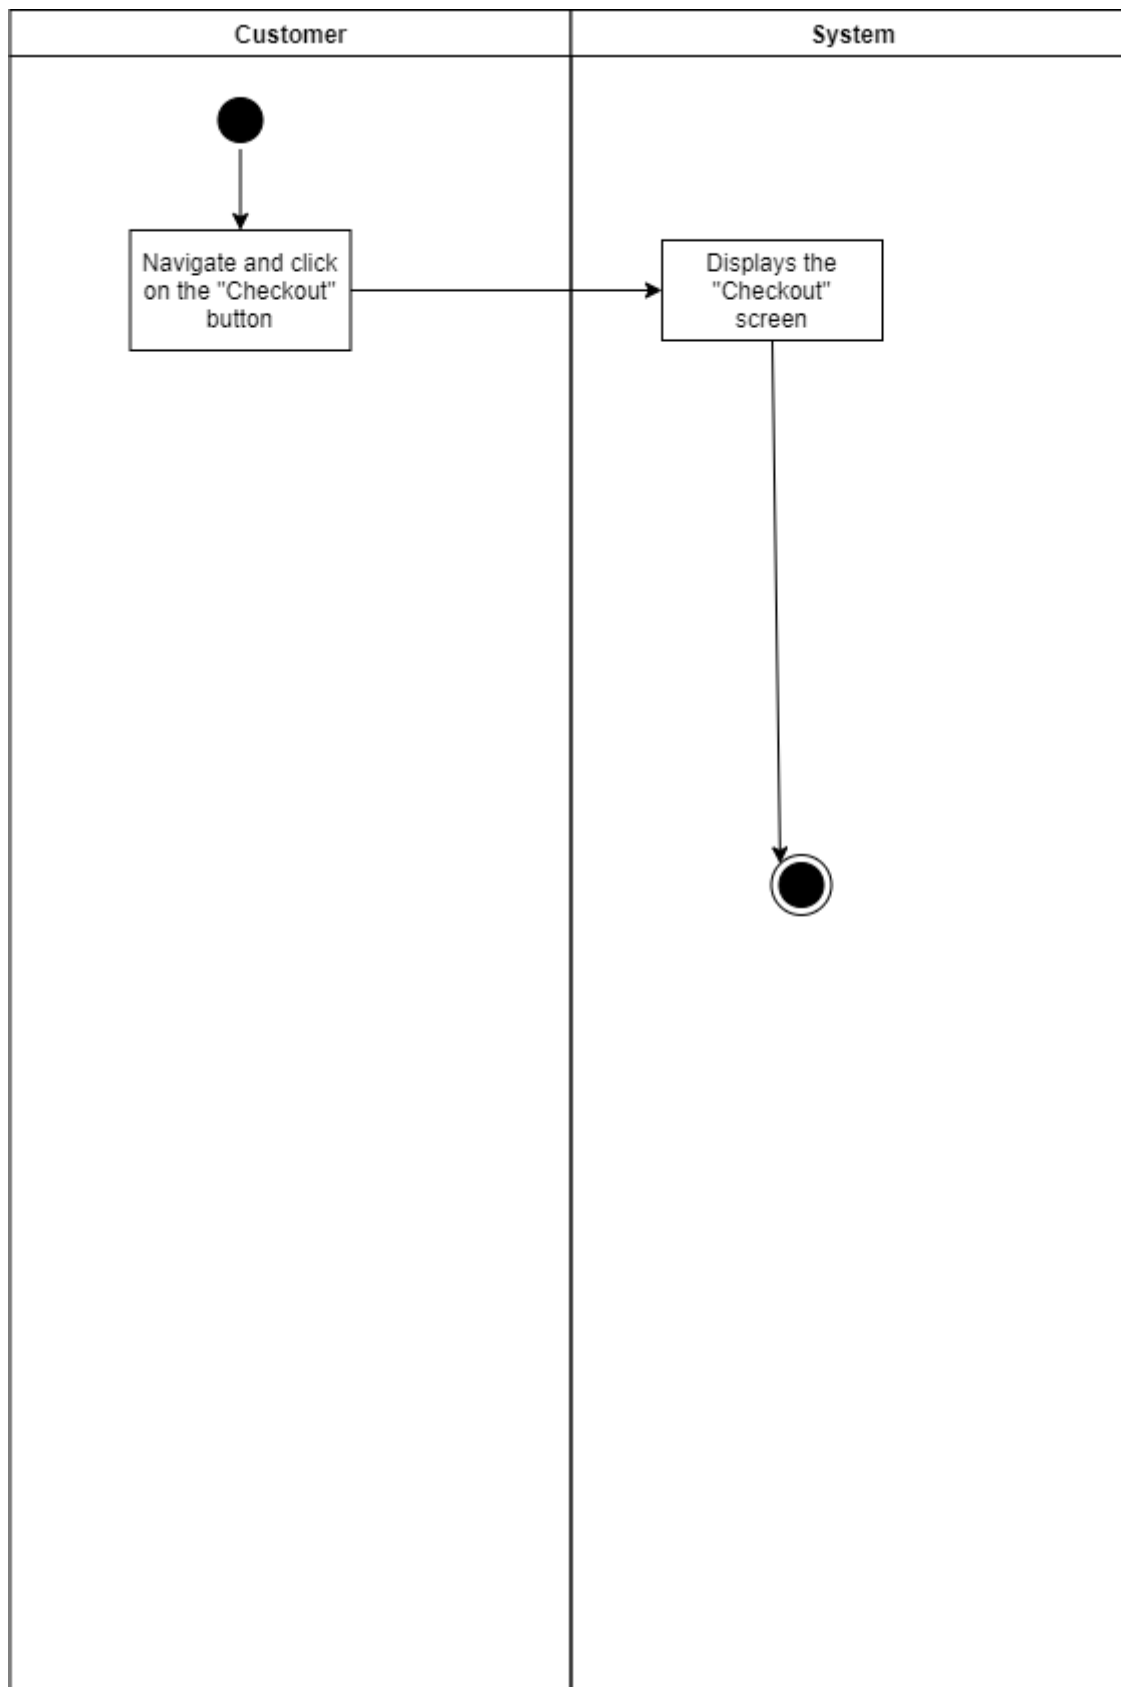 Customer
System
Navigate and click
on the "Checkout"
button
Displays the
"Checkout"
screen